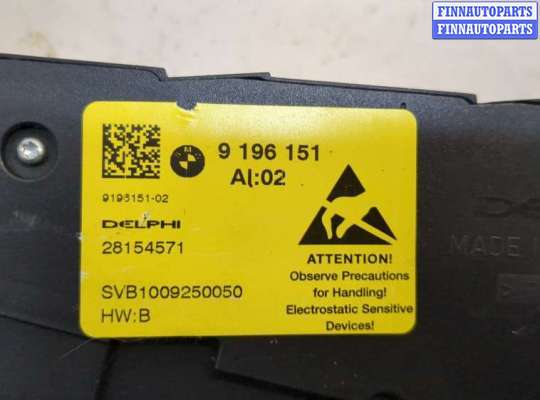 FINNAUTOPARTS
FINNAUTOPARTS
9 196 151
AI:02
9196151-02
DELPHI
28154571
SVB1009250050
HW:B
ATTENTION!
Observe Precautions
for Handling!
Electrostatic Sensitive
Devices!
MADE